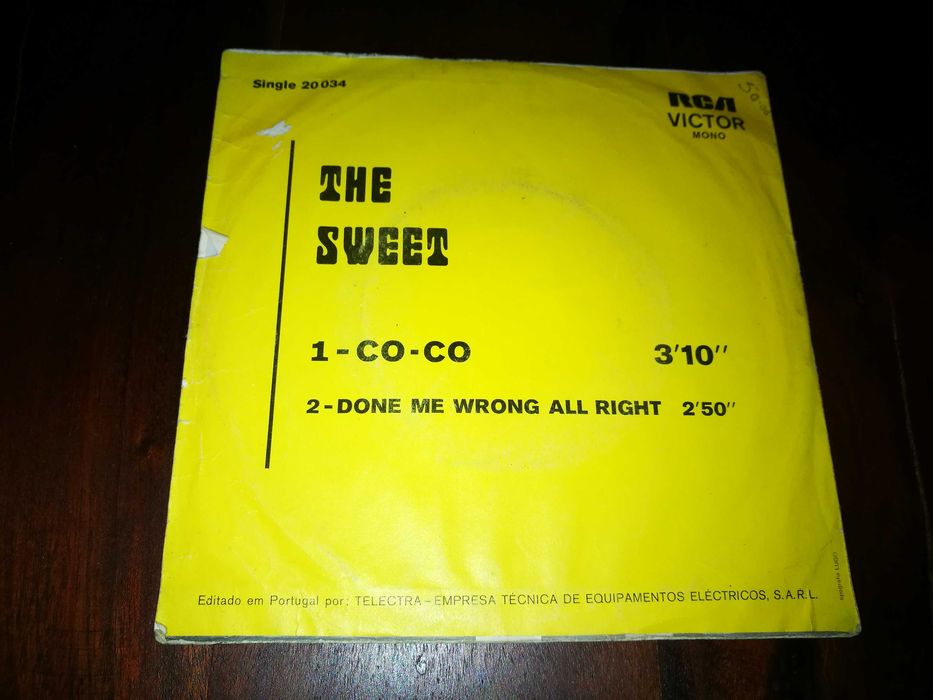 Single 20034
RCA
VICTOR
MONO
THE
SWEET
1-CO-CO 3'10''
2-DONE ME WRONG ALL RIGHT 2'50''
Editado em Portugal por: TELECTRA-EMPRESA TÉCNICA DE EQUIPAMENTOS ELÉCTRICOS, S.A.R.L.